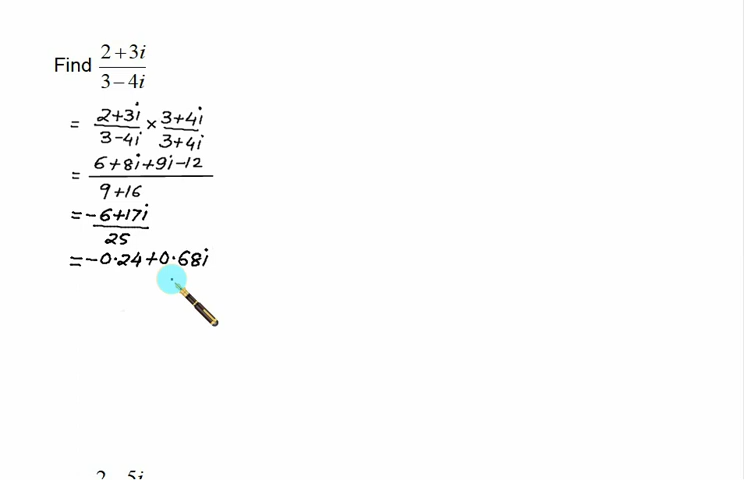 Find (2+3i)/(3−4i)
= (2+3i)/(3-4i) × (3+4i)/(3+4i)
= (6+8i+9i-12)/(9+16)
= (-6+17i)/25
= -0.24+0.68i